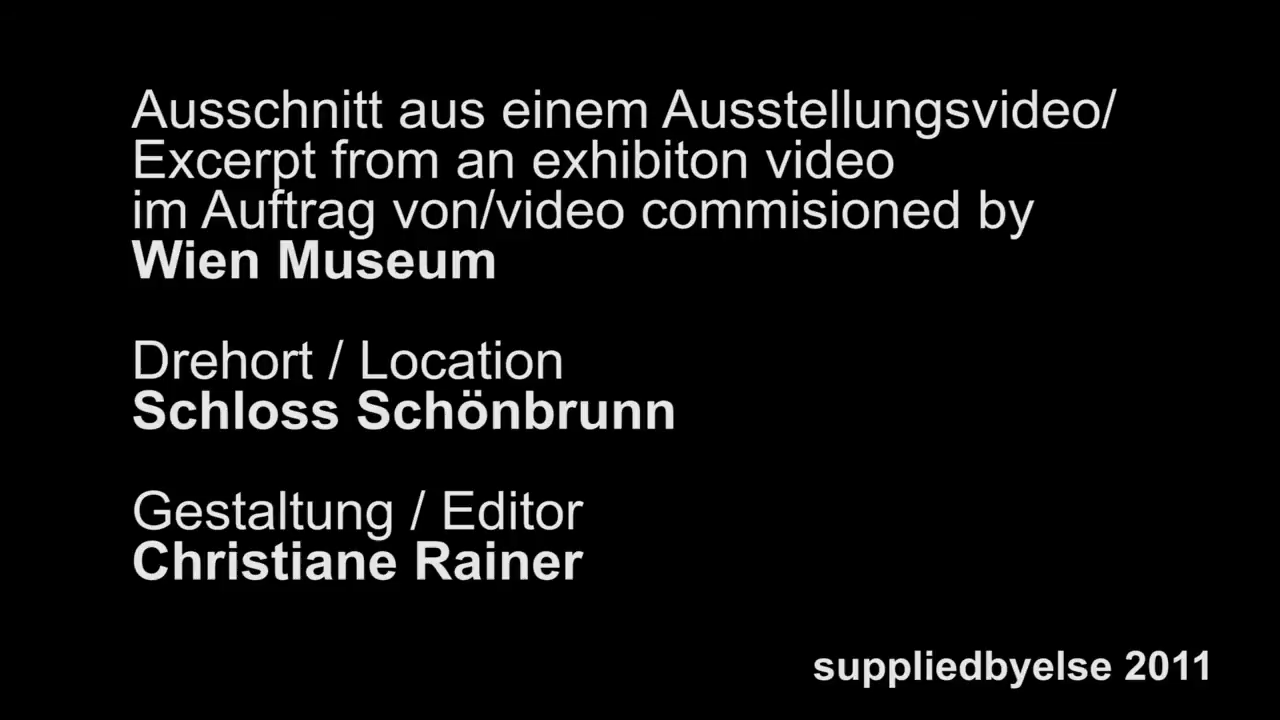 Ausschnitt aus einem Ausstellungsvideo/
Excerpt from an exhibiton video
im Auftrag von/video commisioned by
Wien Museum
Drehort / Location
Schloss Schönbrunn
Gestaltung / Editor
Christiane Rainer
suppliedbyelse 2011